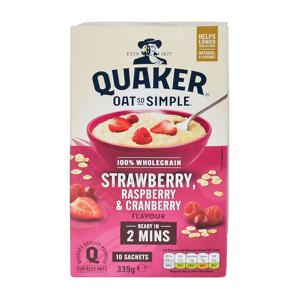 HELPS
LOWER
NATURAL
FLAVOURS
ESTD 1877
QUAKER
OAT SO SIMPLE
100% WHOLEGRAIN
STRAWBERRY,
RASPBERRY
& CRANBERRY
FLAVOUR
READY IN
2 MINS
Q
10 SACHETS
339g e